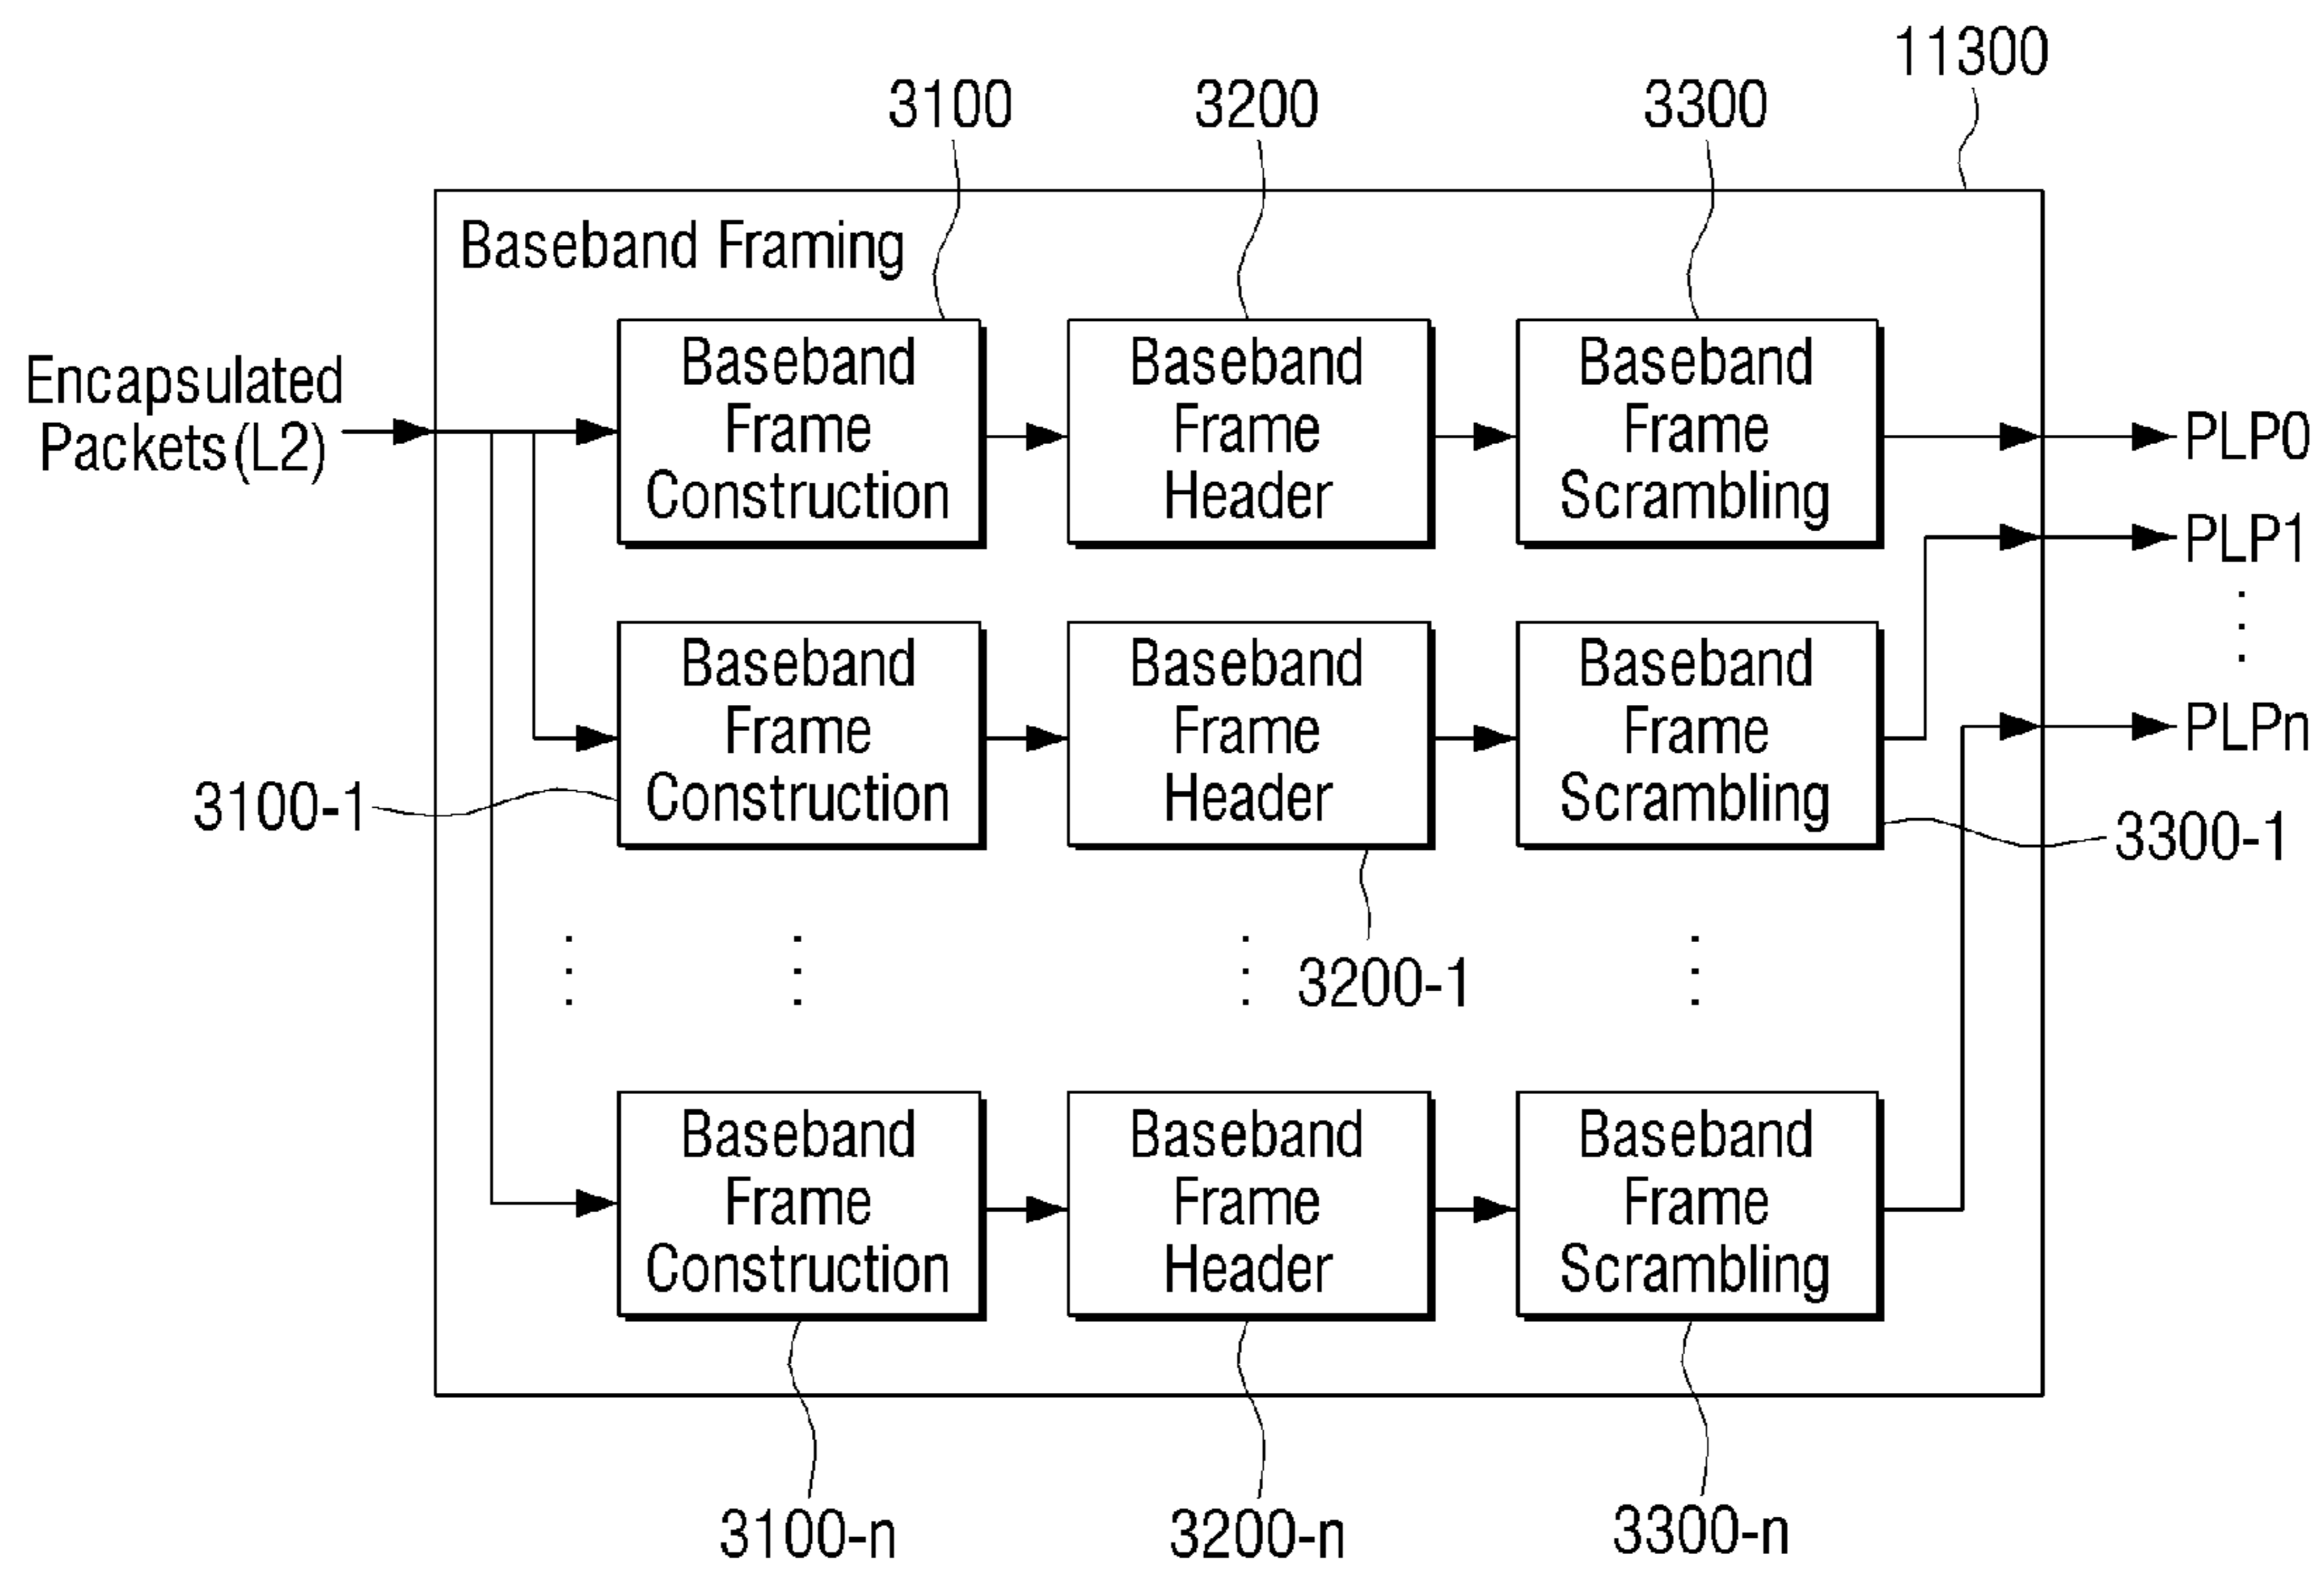 11300
3100
3200
3300
Baseband Framing
Encapsulated
Packets(L2)
Baseband
Frame
Construction
Baseband
Frame
Header
Baseband
Frame
Scrambling
PLP0
PLP1
PLPn
Baseband
Frame
Construction
Baseband
Frame
Header
Baseband
Frame
Scrambling
3100-1
3200-1
3300-1
Baseband
Frame
Construction
Baseband
Frame
Header
Baseband
Frame
Scrambling
3100-n
3200-n
3300-n